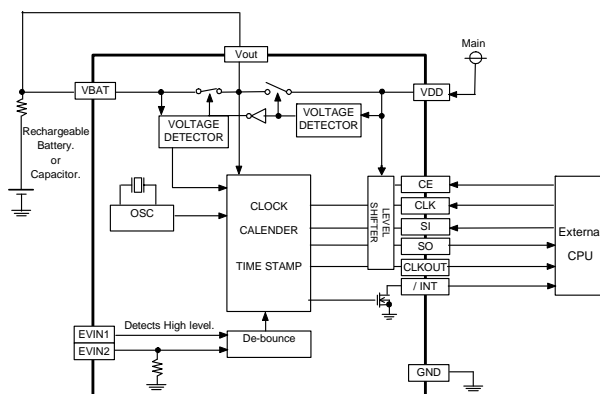 Vout
Main
VBAT
VDD
VOLTAGE
DETECTOR
VOLTAGE
DETECTOR
Rechargeable
Battery.
or
Capacitor.
OSC
CLOCK
CALENDER
TIME STAMP
LEVEL
SHIFTER
CE
CLK
SI
SO
CLKOUT
/ INT
Externa
CPU
EVIN1
EVIN2
Detects High level.
De-bounce
GND